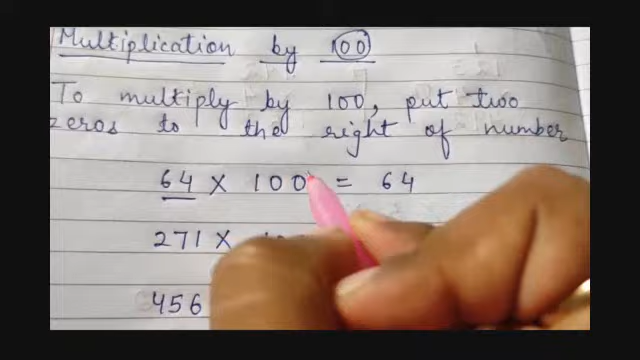 Multiplication by 100
To multiply by 100, put two
zeros to the right of number
64 X 100 = 64
271 X
456